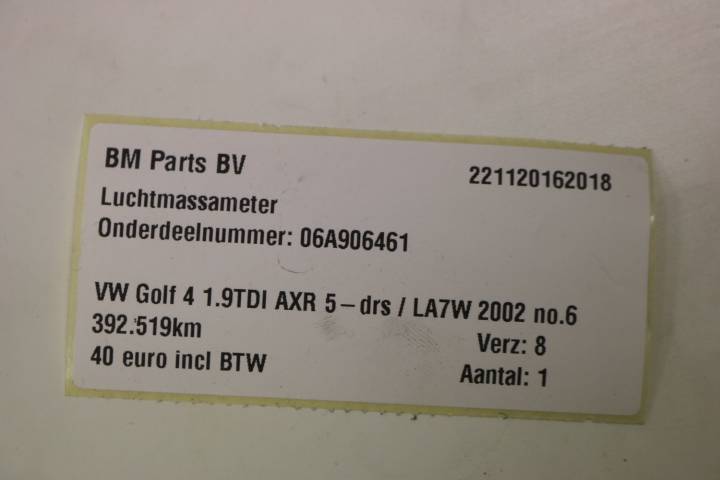 BM Parts BV 221120162018
Luchtmassameter
Onderdeelnummer: 06A906461
VW Golf 4 1.9TDI AXR 5-drs / LA7W 2002 no.6
392.519km Verz: 8
40 euro incl BTW Aantal: 1